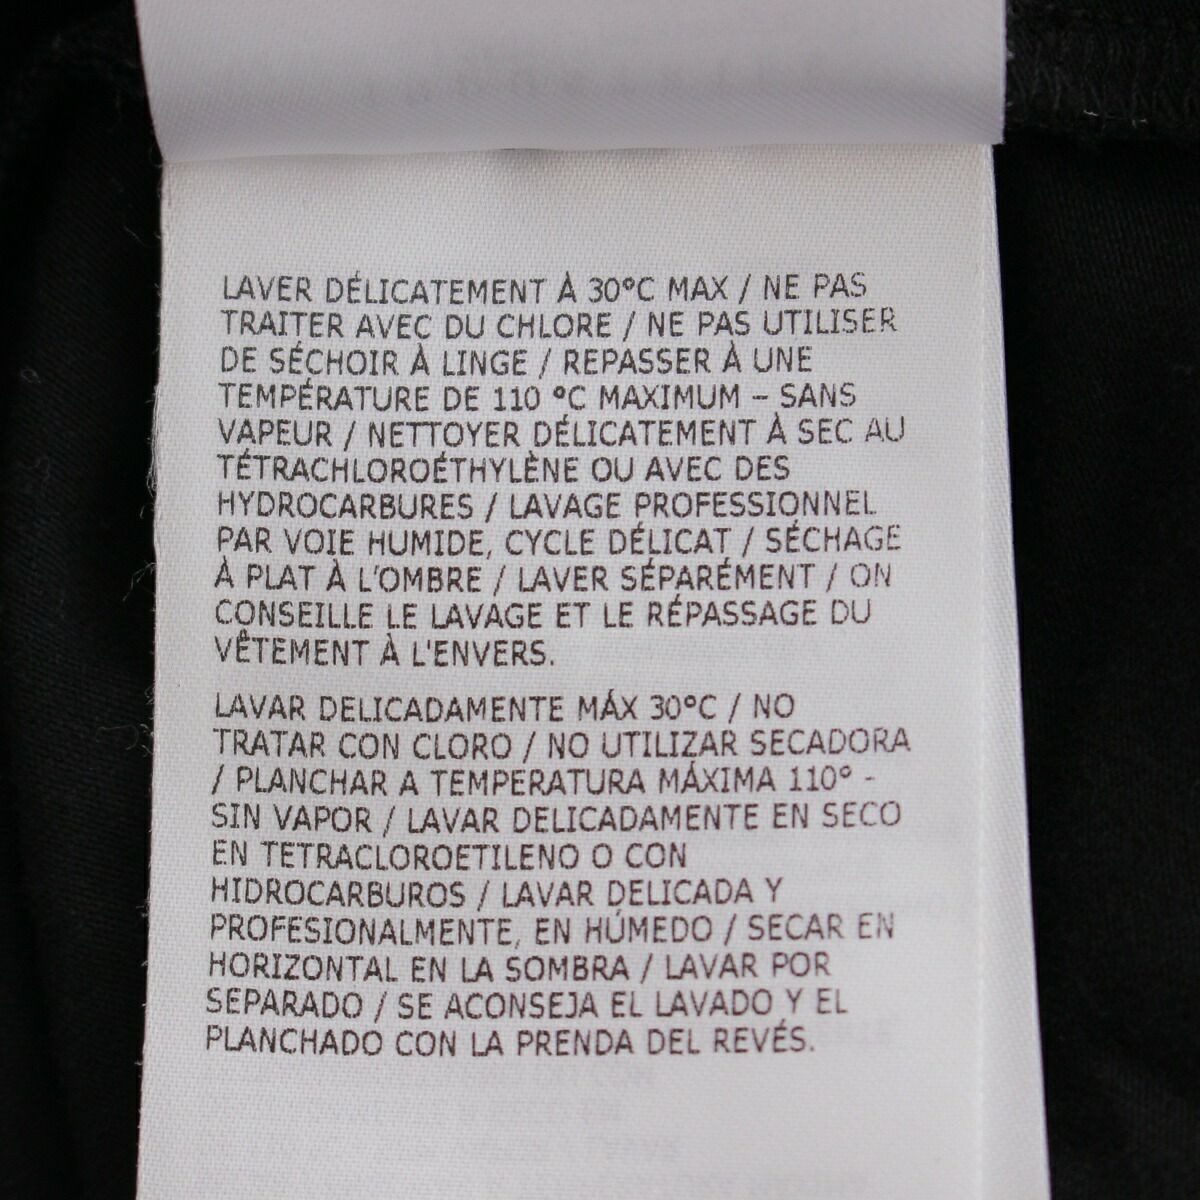 LAVER DÉLICATEMENT À 30°C MAX / NE PAS
TRAITER AVEC DU CHLORE / NE PAS UTILISER
DE SÉCHOIR À LINGE / REPASSER À UNE
TEMPÉRATURE DE 110 °C MAXIMUM – SANS
VAPEUR / NETTOYER DÉLICATEMENT À SEC AU
TÉTRACHLOROÉTHYLÈNE OU AVEC DES
HYDROCARBURES / LAVAGE PROFESSIONNEL
PAR VOIE HUMIDE, CYCLE DÉLICAT / SÉCHAGE
À PLAT À L'OMBRE / LAVER SÉPARÉMENT / ON
CONSEILLE LE LAVAGE ET LE RÉPASSAGE DU
VÊTEMENT À L'ENVERS.
LAVAR DELICADAMENTE MÁX 30°C / NO
TRATAR CON CLORO / NO UTILIZAR SECADORA
/ PLANCHAR A TEMPERATURA MÁXIMA 110° -
SIN VAPOR / LAVAR DELICADAMENTE EN SECO
EN TETRACLOROETILENO O CON
HIDROCARBUROS / LAVAR DELICADA Y
PROFESIONALMENTE, EN HÚMEDO / SECAR EN
HORIZONTAL EN LA SOMBRA / LAVAR POR
SEPARADO / SE ACONSEJA EL LAVADO Y EL
PLANCHADO CON LA PRENDA DEL REVÉS.